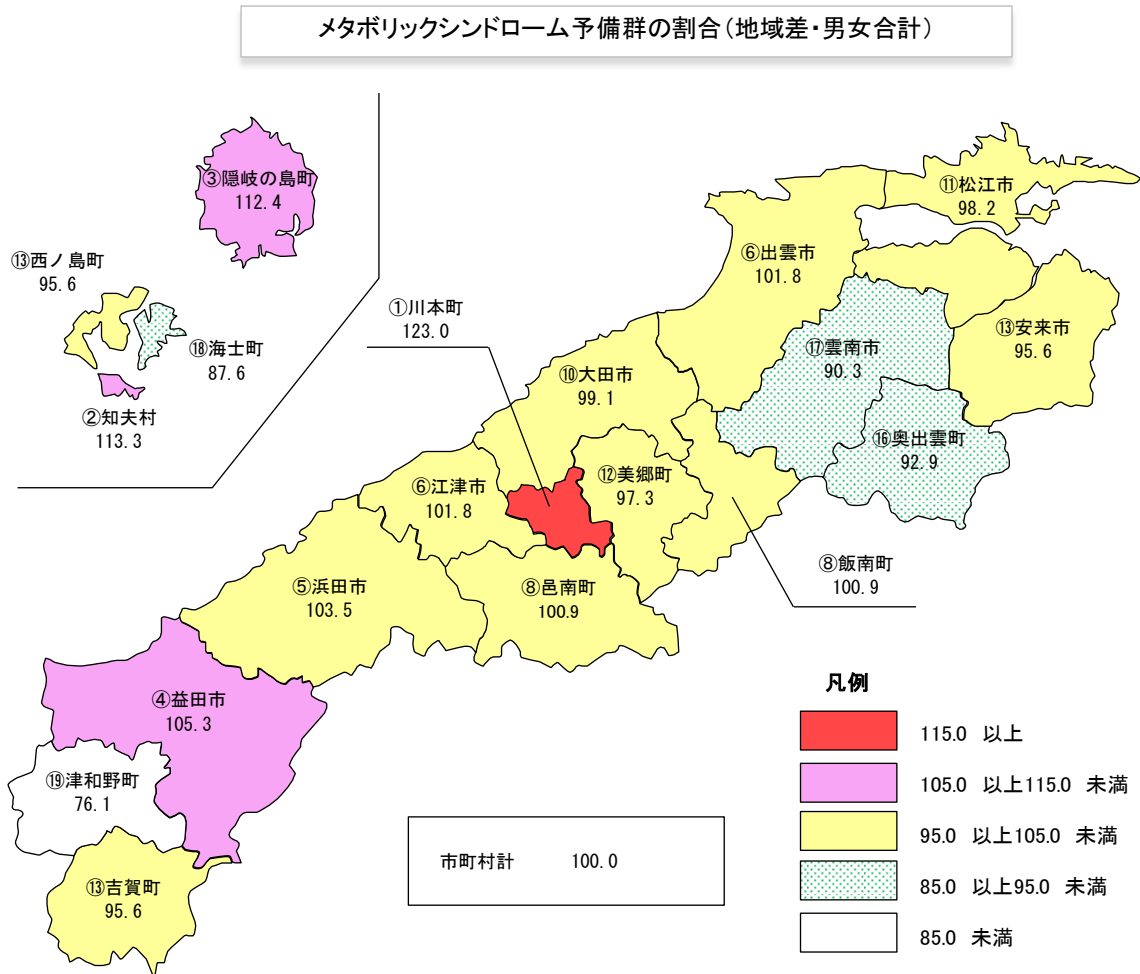 メタボリックシンドローム予備群の割合(地域差・男女合計)
③隠岐の島町
112.4
⑬西ノ島町
95.6
⑱海士町
87.6
②知夫村
113.3
①川本町
123.0
⑪松江市
98.2
⑥出雲市
101.8
⑬安来市
95.6
⑰雲南市
90.3
⑯奥出雲町
92.9
⑩大田市
99.1
⑫美郷町
97.3
⑥江津市
101.8
⑧飯南町
100.9
⑤浜田市
103.5
⑧邑南町
100.9
④益田市
105.3
⑲津和野町
76.1
⑬吉賀町
95.6
市町村計 100.0
凡例
115.0 以上
105.0 以上115.0 未満
95.0 以上105.0 未満
85.0 以上95.0 未満
85.0 未満